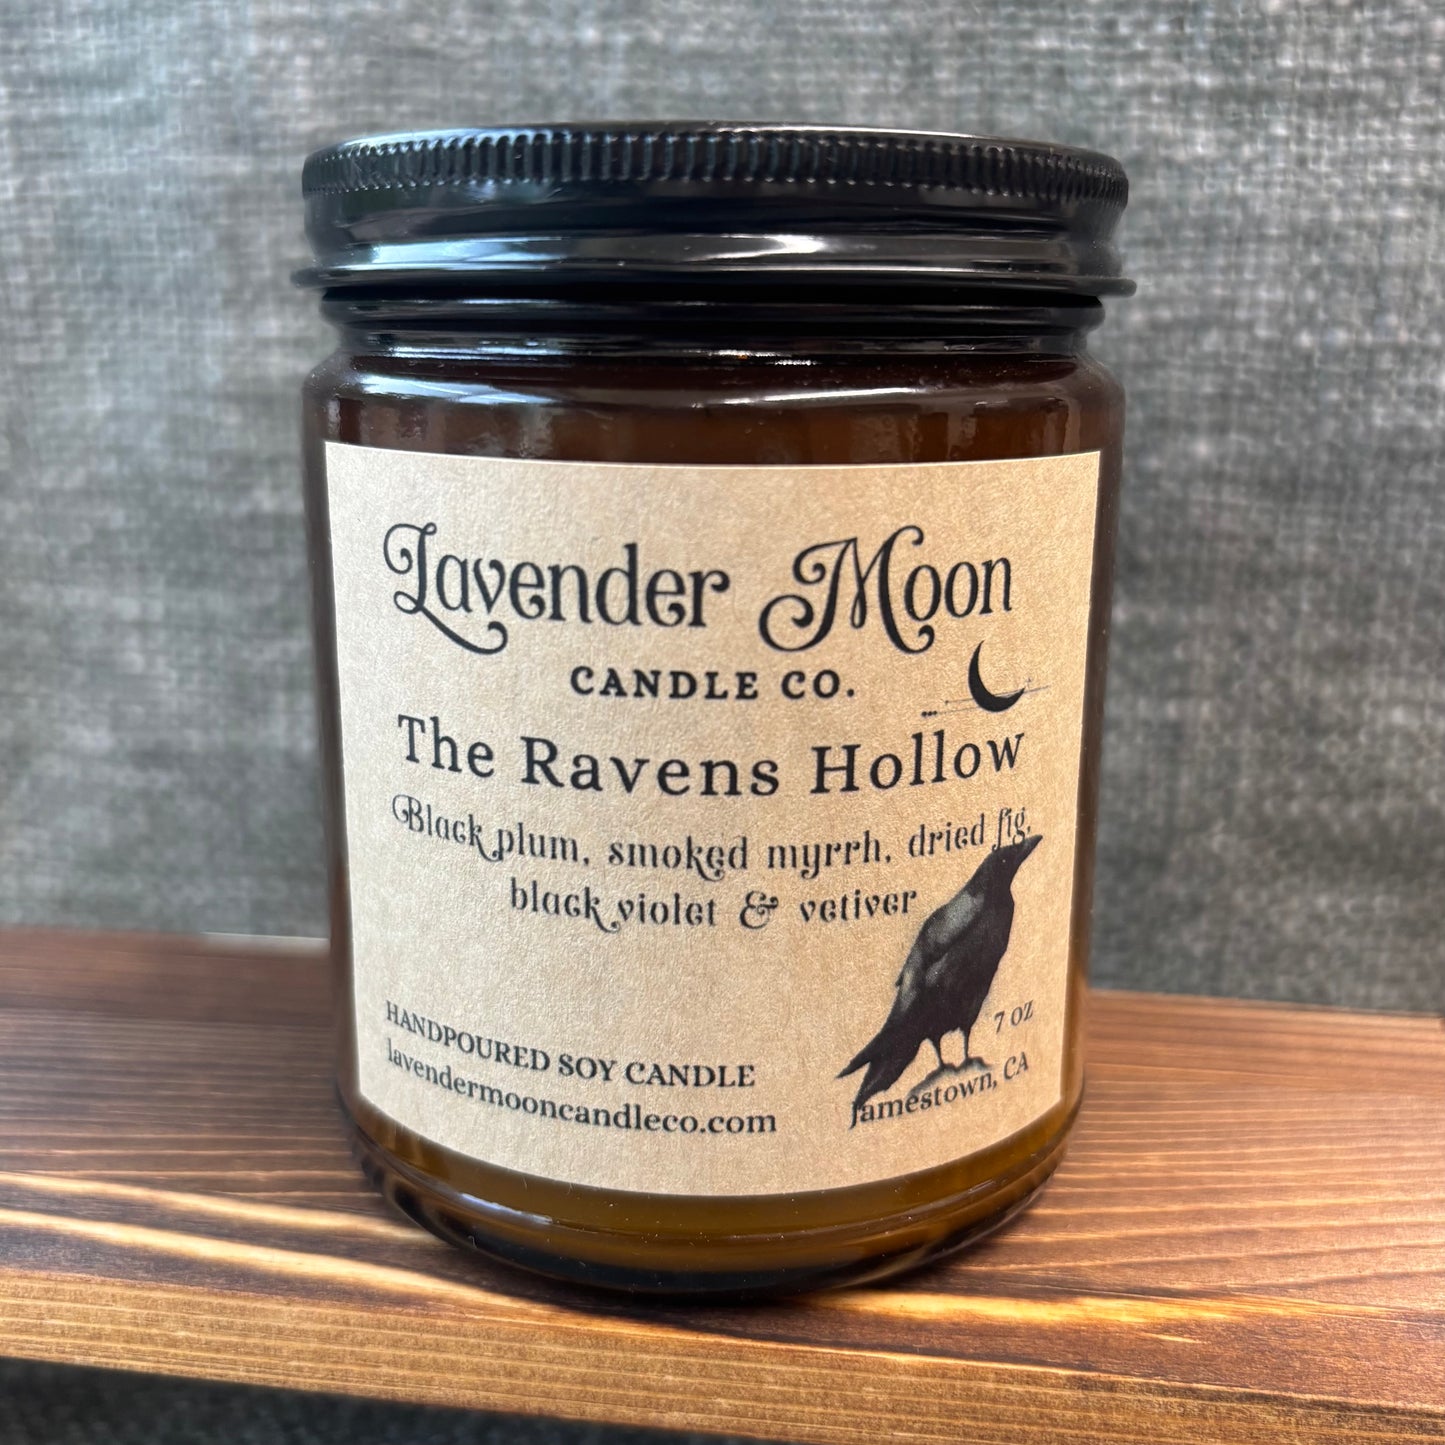 Lavender Moon
CANDLE CO.
The Ravens Hollow
Black plum, smoked myrrh, dried fig,
black violet & vetiver
HANDPOURED SOY CANDLE
lavendermooncandleco.com
7 OZ
Jamestown, CA